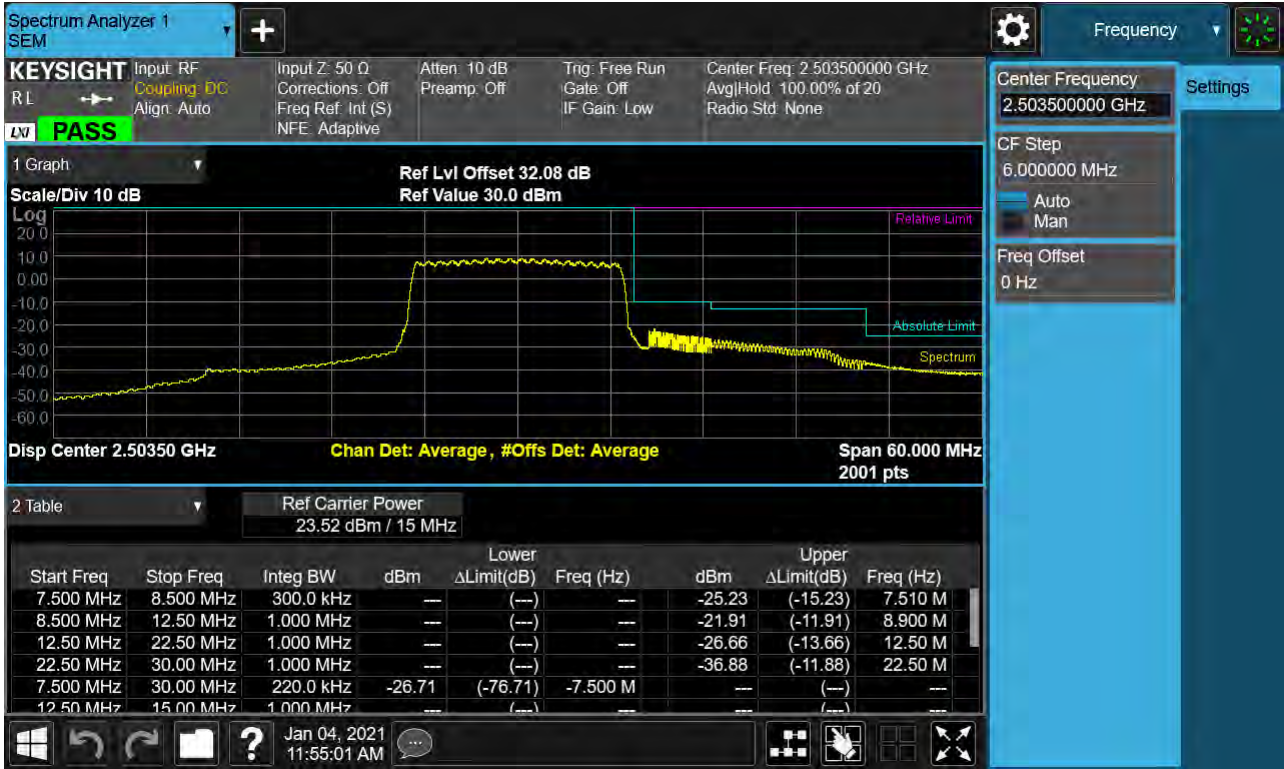 Spectrum Analyzer 1
SEM
+
Frequency
KEYSIGHT
RL
LXI
PASS
Input: RF
Coupling: DC
Align: Auto
Input Z: 50 Ω
Corrections: Off
Freq Ref: Int (S)
NFE: Adaptive
Atten: 10 dB
Preamp: Off
Trig: Free Run
Gate: Off
IF Gain: Low
Center Freq: 2.503500000 GHz
Avg|Hold: 100.00% of 20
Radio Std: None
Center Frequency
2.503500000 GHz
Settings
CF Step
6.000000 MHz
Auto
Man
Freq Offset
0 Hz
1 Graph
Ref Lvl Offset 32.08 dB
Scale/Div 10 dB
Ref Value 30.0 dBm
Log
Relative Limit
20.0
10.0
0.00
-10.0
-20.0
Absolute Limit
-30.0
Spectrum
-40.0
-50.0
-60.0
Disp Center 2.50350 GHz
Chan Det: Average , #Offs Det: Average
Span 60.000 MHz
2001 pts
2 Table
Ref Carrier Power
23.52 dBm / 15 MHz
Lower Upper
Start Freq Stop Freq Integ BW dBm ΔLimit(dB) Freq (Hz) dBm ΔLimit(dB) Freq (Hz)
7.500 MHz 8.500 MHz 300.0 kHz --- (---) --- -25.23 (-15.23) 7.510 M
8.500 MHz 12.50 MHz 1.000 MHz --- (---) --- -21.91 (-11.91) 8.900 M
12.50 MHz 22.50 MHz 1.000 MHz --- (---) --- -26.66 (-13.66) 12.50 M
22.50 MHz 30.00 MHz 1.000 MHz --- (---) --- -36.88 (-11.88) 22.50 M
7.500 MHz 30.00 MHz 220.0 kHz -26.71 (-76.71) -7.500 M --- (---) ---
12.50 MHz 15.00 MHz 1.000 MHz --- (---) --- --- (---) ---
?
Jan 04, 2021
11:55:01 AM